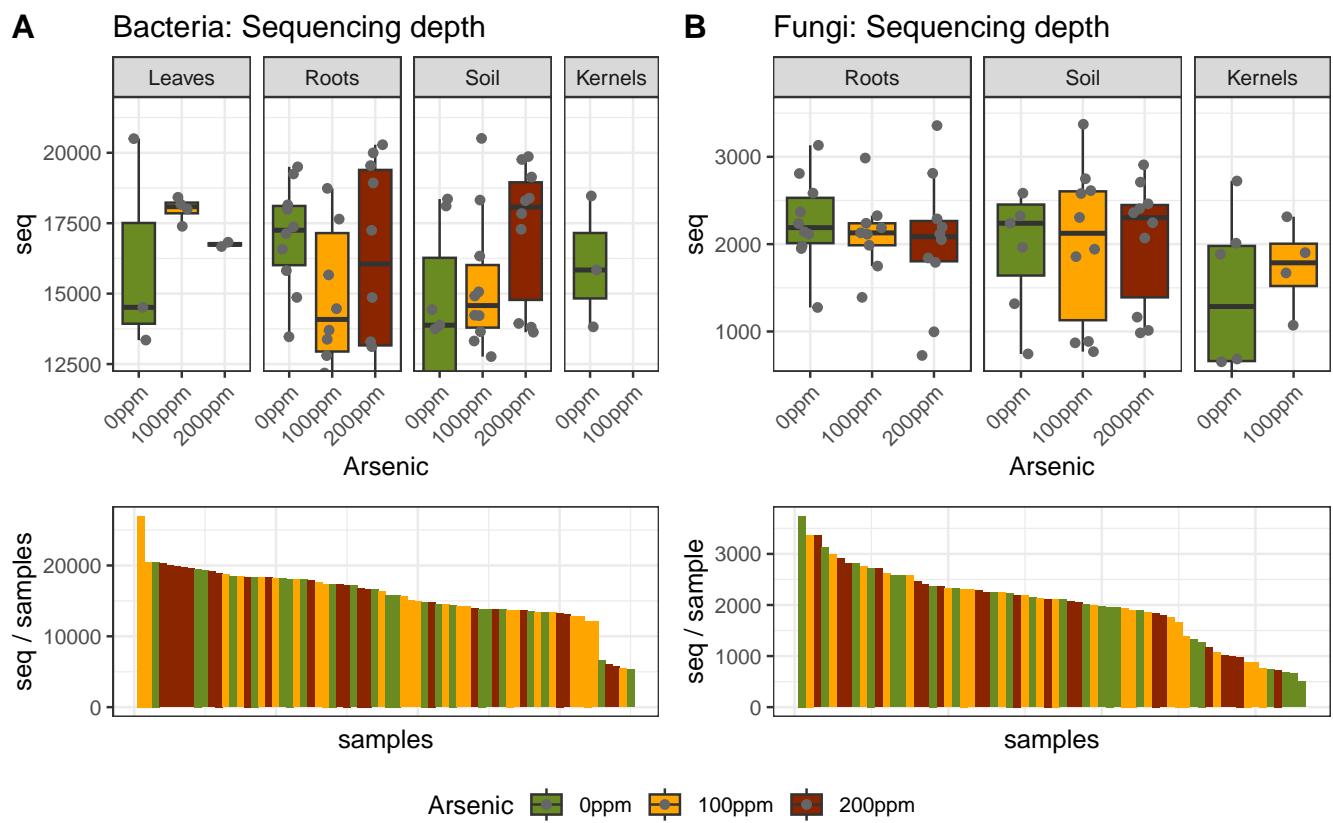 A Bacteria: Sequencing depth
Leaves Roots Soil Kernels
seq
20000
17500
15000
12500
0ppm 100ppm 200ppm 0ppm 100ppm 200ppm 0ppm 100ppm 200ppm 0ppm 100ppm
Arsenic
seq / samples
20000
10000
0
samples
B Fungi: Sequencing depth
Roots Soil Kernels
seq
3000
2000
1000
0ppm 100ppm 200ppm 0ppm 100ppm 200ppm 0ppm 100ppm
Arsenic
seq / sample
3000
2000
1000
0
samples
Arsenic 0ppm 100ppm 200ppm